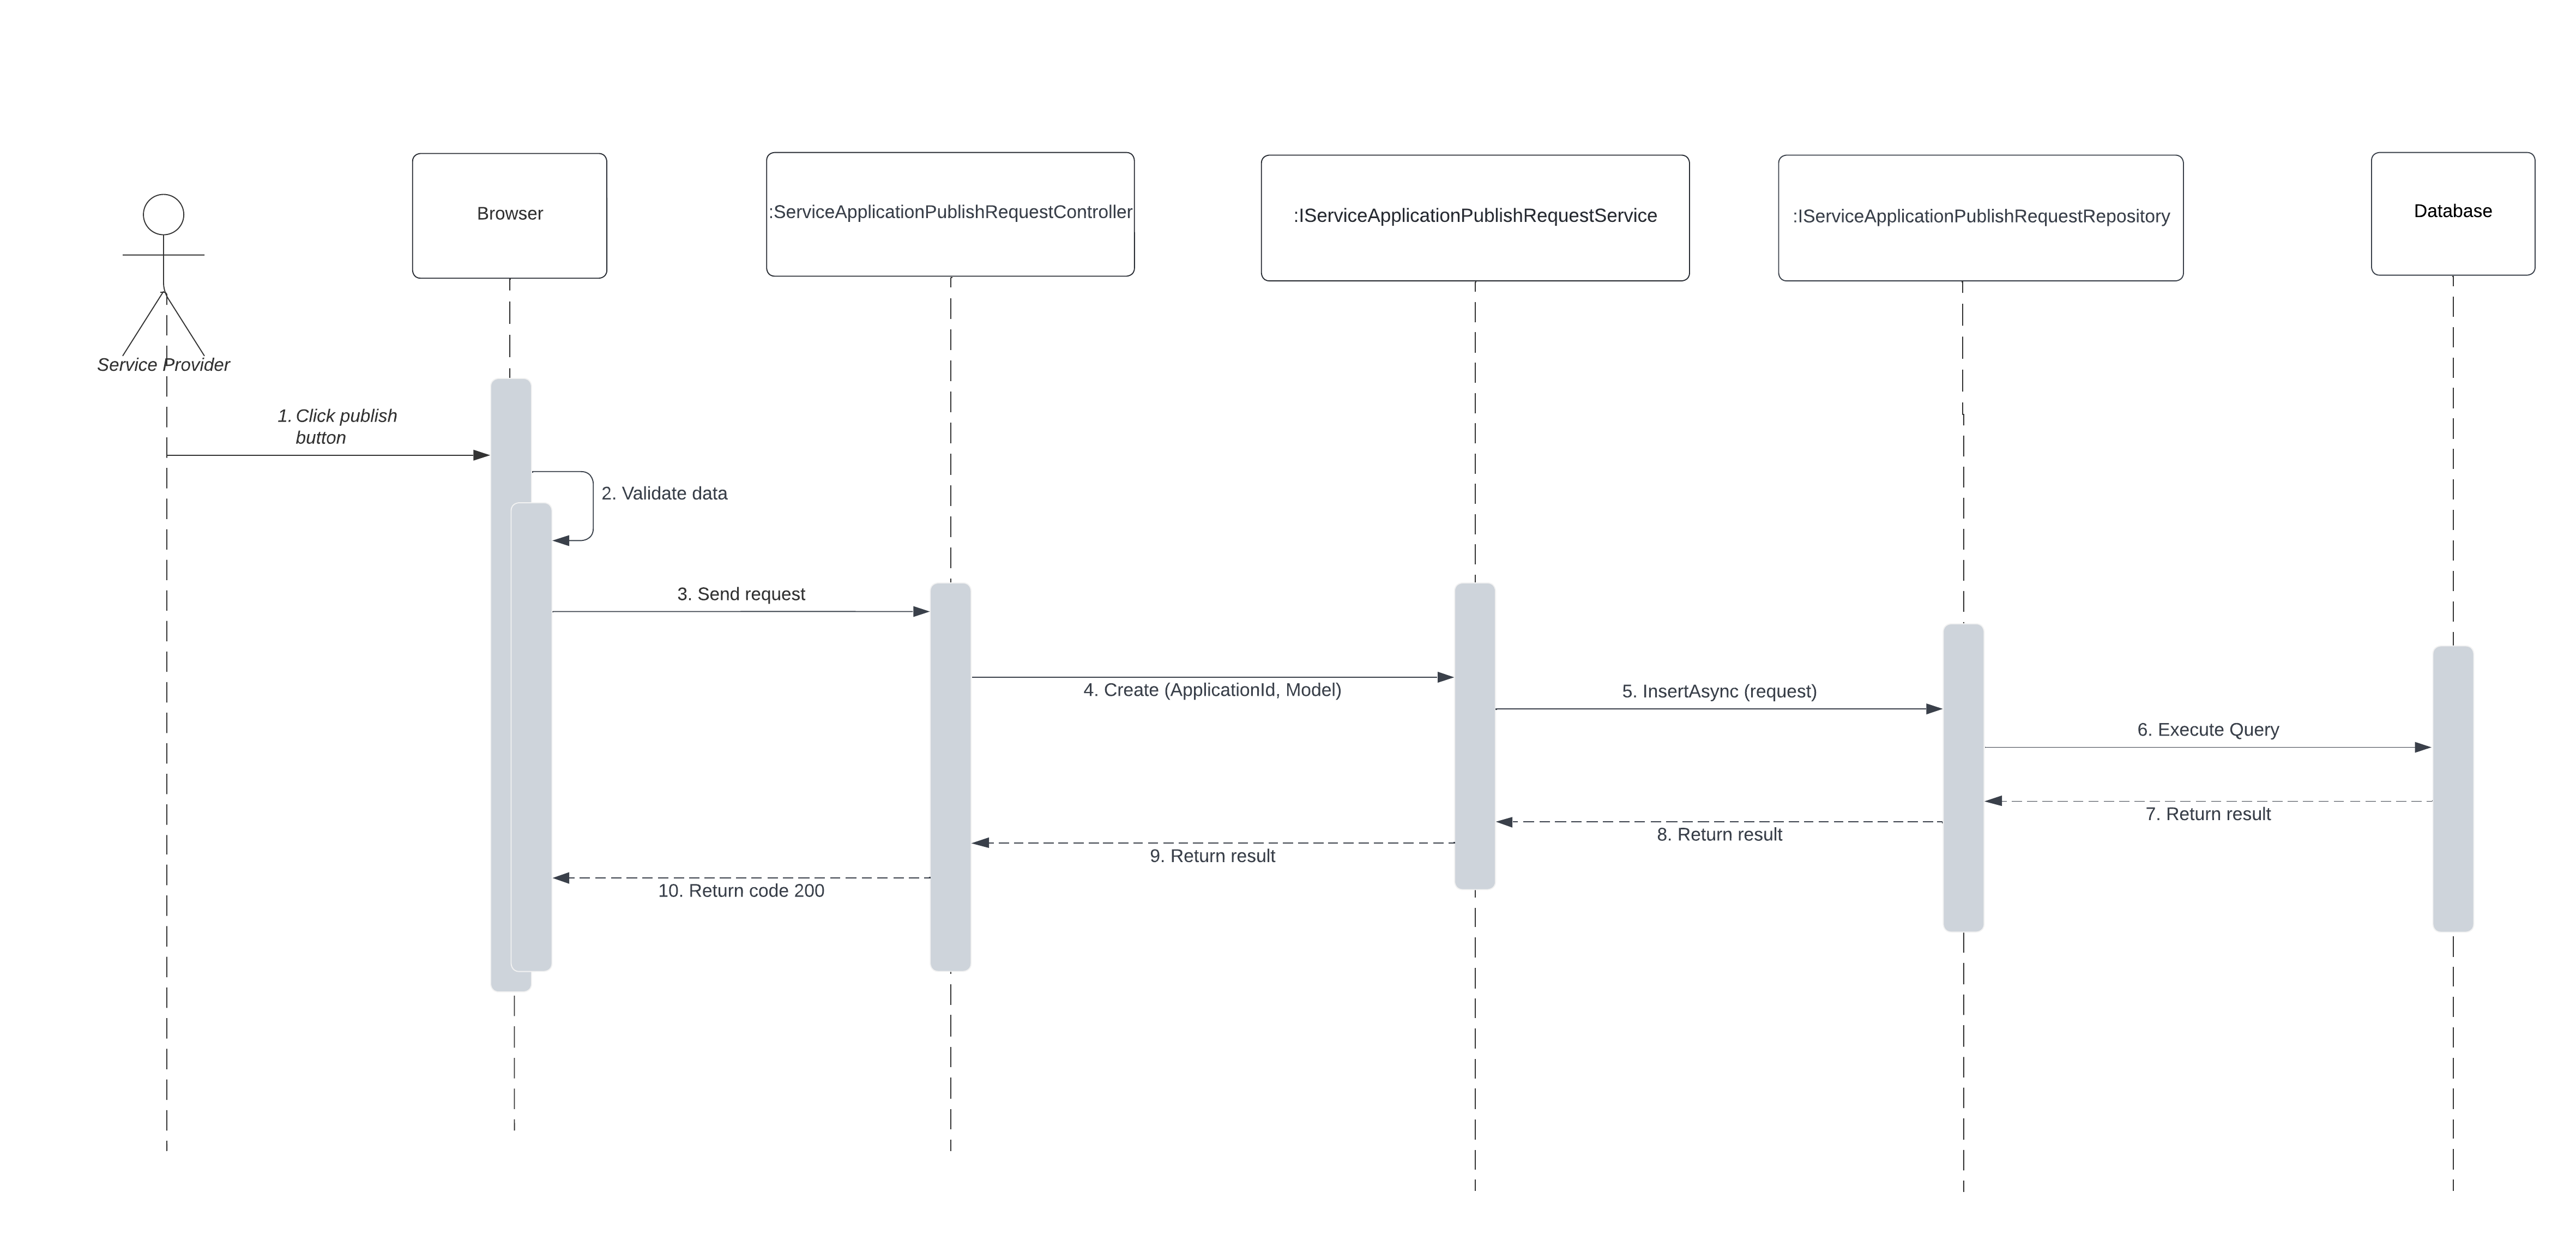 Browser
:ServiceApplicationPublishRequestController
:IServiceApplicationPublishRequestService
:IServiceApplicationPublishRequestRepository
Database
Service Provider
1. Click publish
button
2. Validate data
3. Send request
4. Create (ApplicationId, Model)
5. InsertAsync (request)
6. Execute Query
7. Return result
8. Return result
9. Return result
10. Return code 200